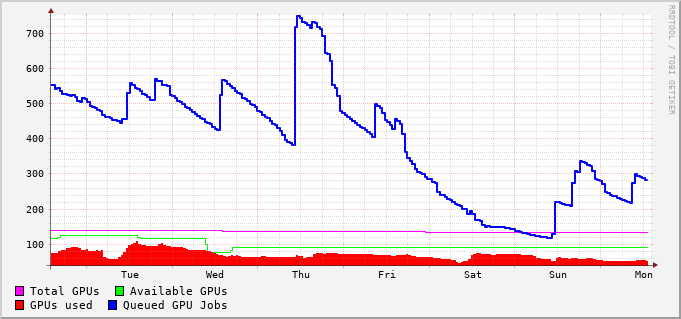 RRDTOOL / TOBI OETIKER
700
600
500
400
300
200
100
Tue Wed Thu Fri Sat Sun Mon
Total GPUs Available GPUs
GPUs used Queued GPU Jobs